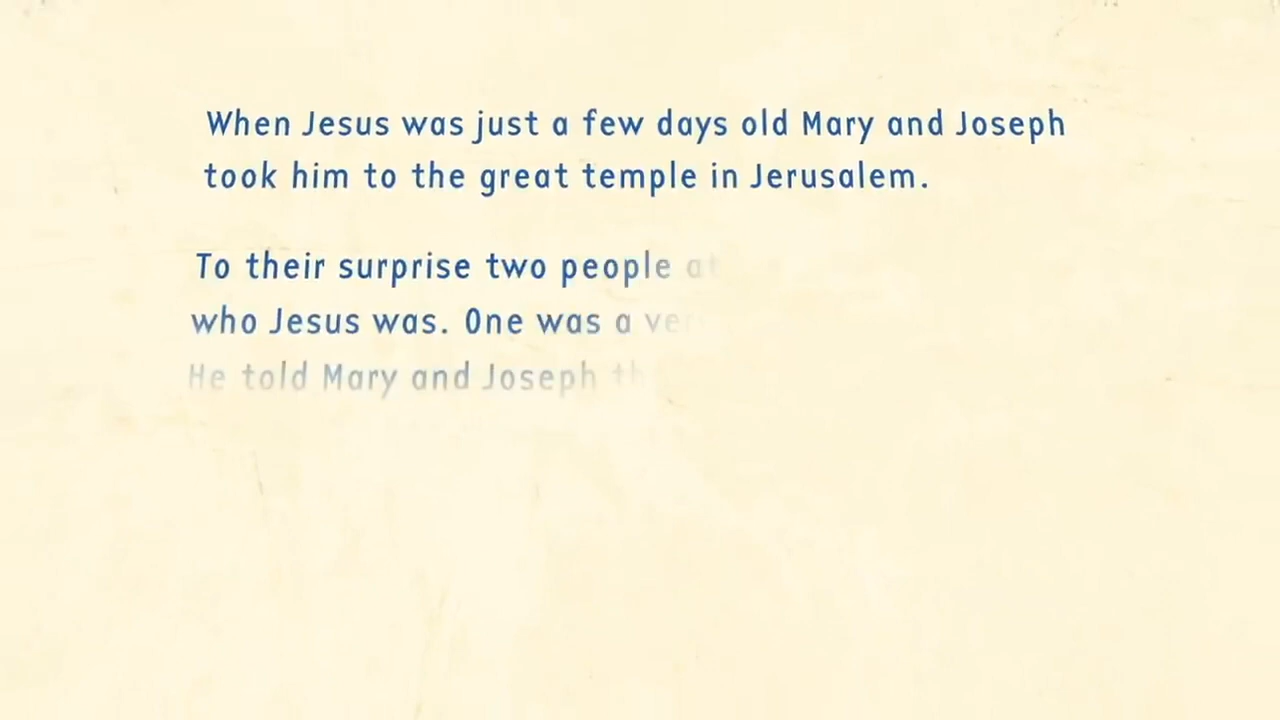 When Jesus was just a few days old Mary and Joseph
took him to the great temple in Jerusalem.
To their surprise two people at
who Jesus was. One was a
He told Mary and Joseph